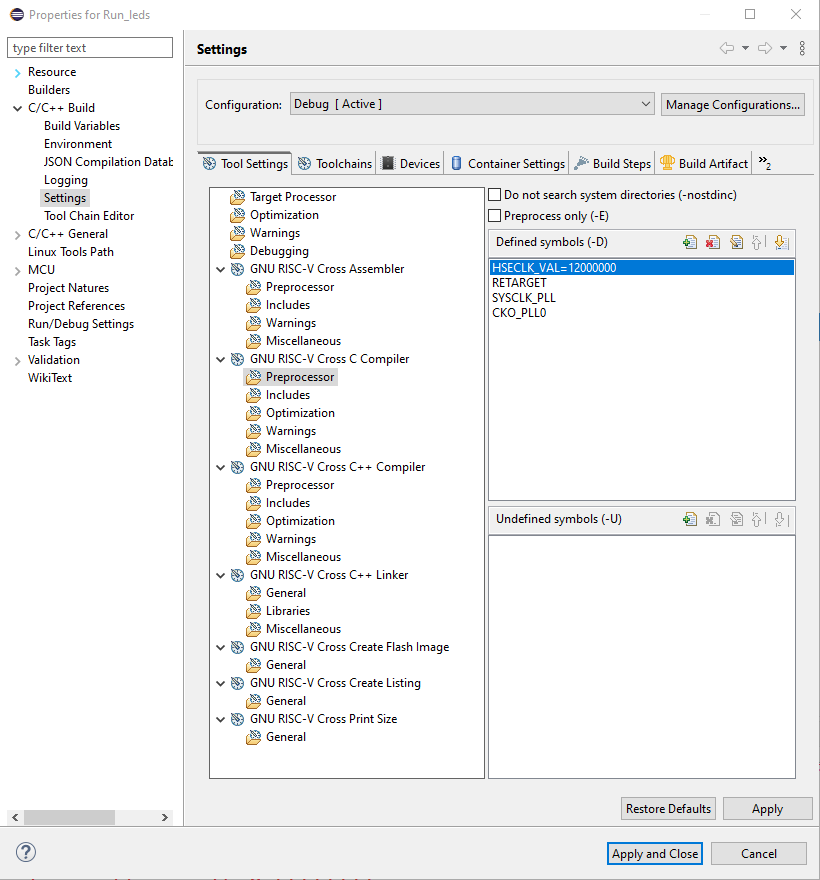 Properties for Run_leds
type filter text
Resource
Builders
C/C++ Build
Build Variables
Environment
JSON Compilation Datab
Logging
Settings
Tool Chain Editor
C/C++ General
Linux Tools Path
MCU
Project Natures
Project References
Run/Debug Settings
Task Tags
Validation
WikiText
Settings
Configuration:
Debug [ Active ]
Manage Configurations...
Tool Settings
Toolchains
Devices
Container Settings
Build Steps
Build Artifact
»2
Target Processor
Optimization
Warnings
Debugging
GNU RISC-V Cross Assembler
Preprocessor
Includes
Warnings
Miscellaneous
GNU RISC-V Cross C Compiler
Preprocessor
Includes
Optimization
Warnings
Miscellaneous
GNU RISC-V Cross C++ Compiler
Preprocessor
Includes
Optimization
Warnings
Miscellaneous
GNU RISC-V Cross C++ Linker
General
Libraries
Miscellaneous
GNU RISC-V Cross Create Flash Image
General
GNU RISC-V Cross Create Listing
General
GNU RISC-V Cross Print Size
General
Do not search system directories (-nostdinc)
Preprocess only (-E)
Defined symbols (-D)
HSECLK_VAL=12000000
RETARGET
SYSCLK_PLL
CKO_PLL0
Undefined symbols (-U)
Restore Defaults
Apply
?
Apply and Close
Cancel